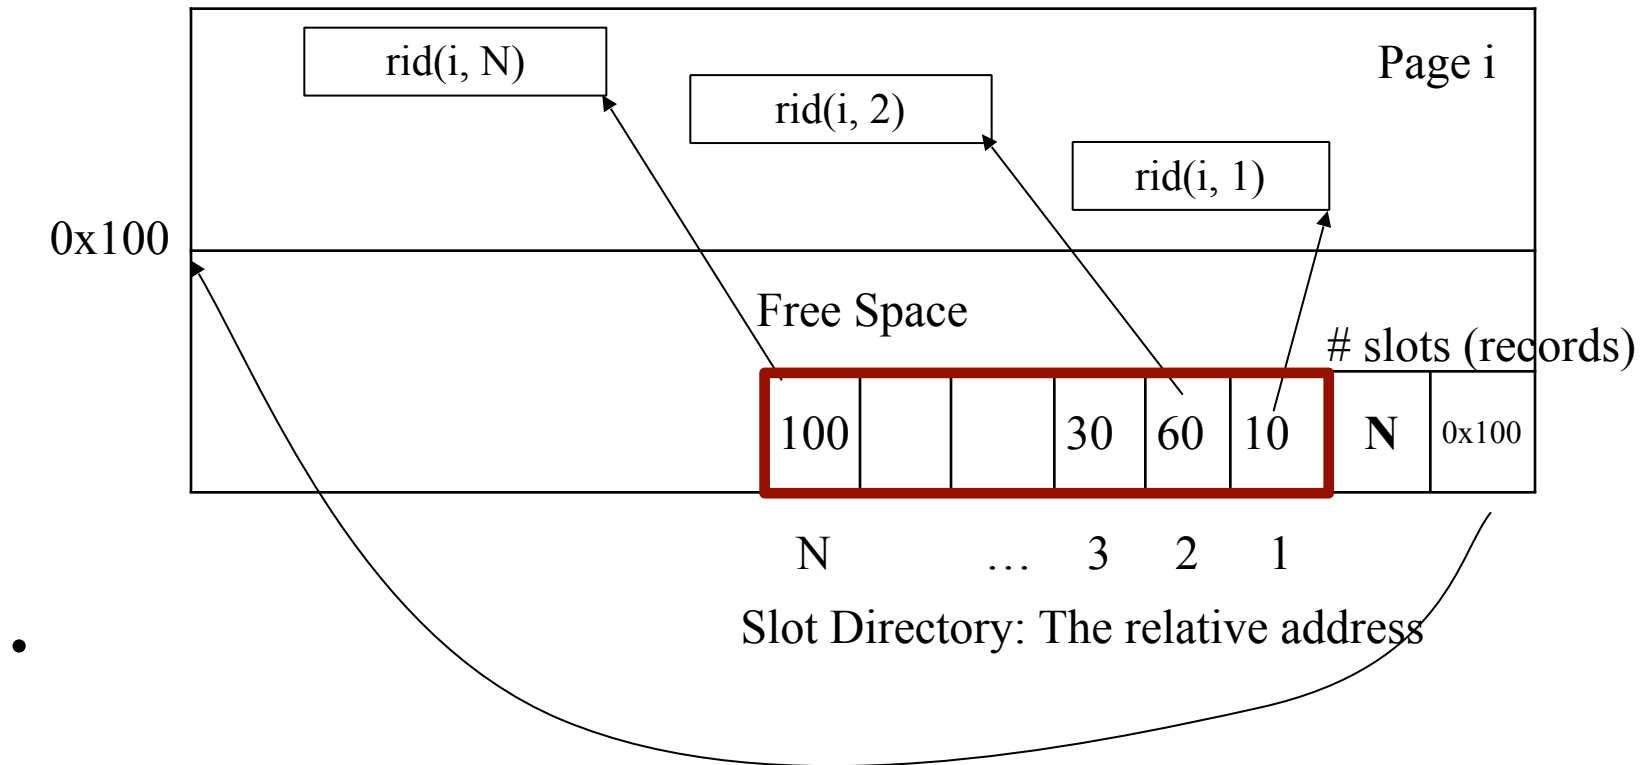 rid(i, N)
Page i
rid(i, 2)
rid(i, 1)
0x100
Free Space
# slots (records)
100 30 60 10 N 0x100
N … 3 2 1
Slot Directory: The relative address
•